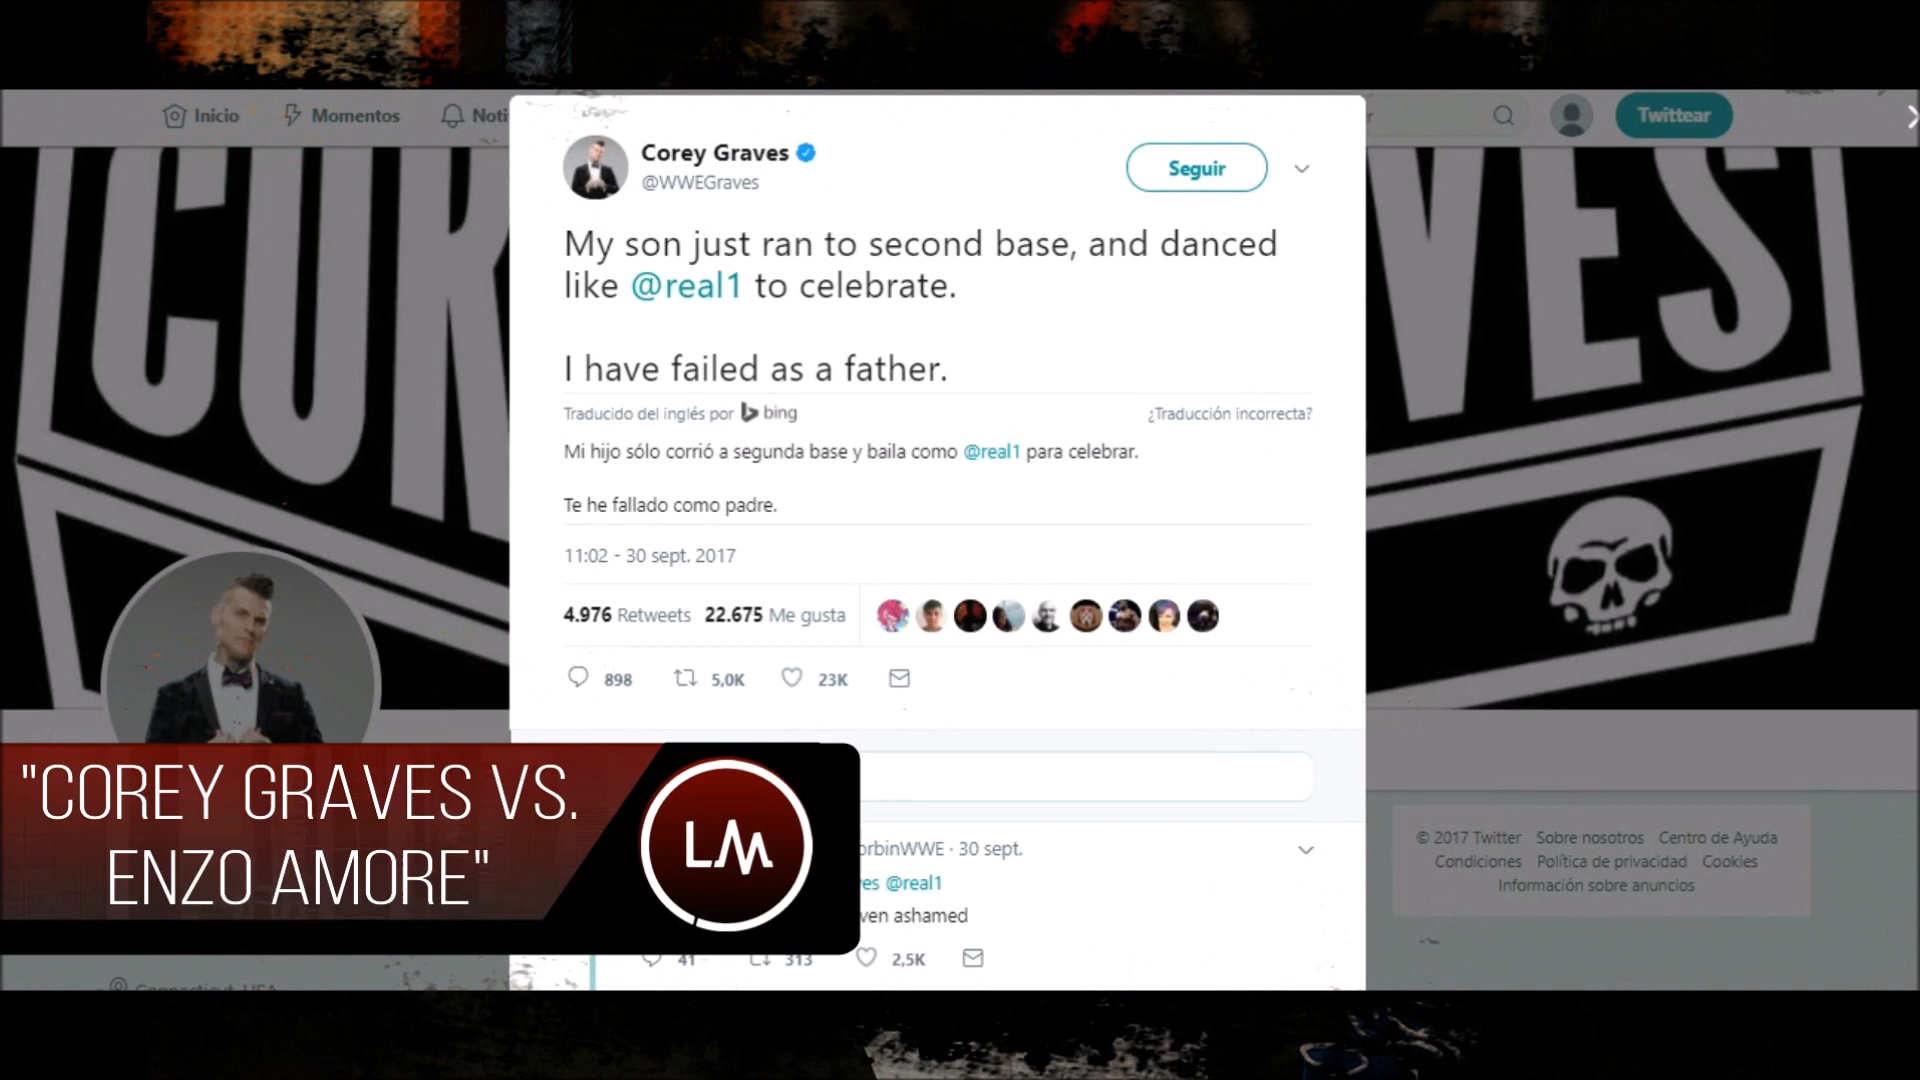 Inicio
Momentos
Noti
Twittear
Corey Graves
@WWEGraves
Seguir
My son just ran to second base, and danced
like @real1 to celebrate.
I have failed as a father.
Traducido del inglés por bing
¿Traducción incorrecta?
Mi hijo sólo corrió a segunda base y baila como @real1 para celebrar.
Te he fallado como padre.
11:02 - 30 sept. 2017
4.976 Retweets 22.675 Me gusta
898 5,0K 23K
"COREY GRAVES VS.
ENZO AMORE"
LM
orbinWWE · 30 sept.
es @real1
ven ashamed
41 313 2,5K
© 2017 Twitter Sobre nosotros Centro de Ayuda
Condiciones Política de privacidad Cookies
Información sobre anuncios
Connecticut, USA
COR
VES